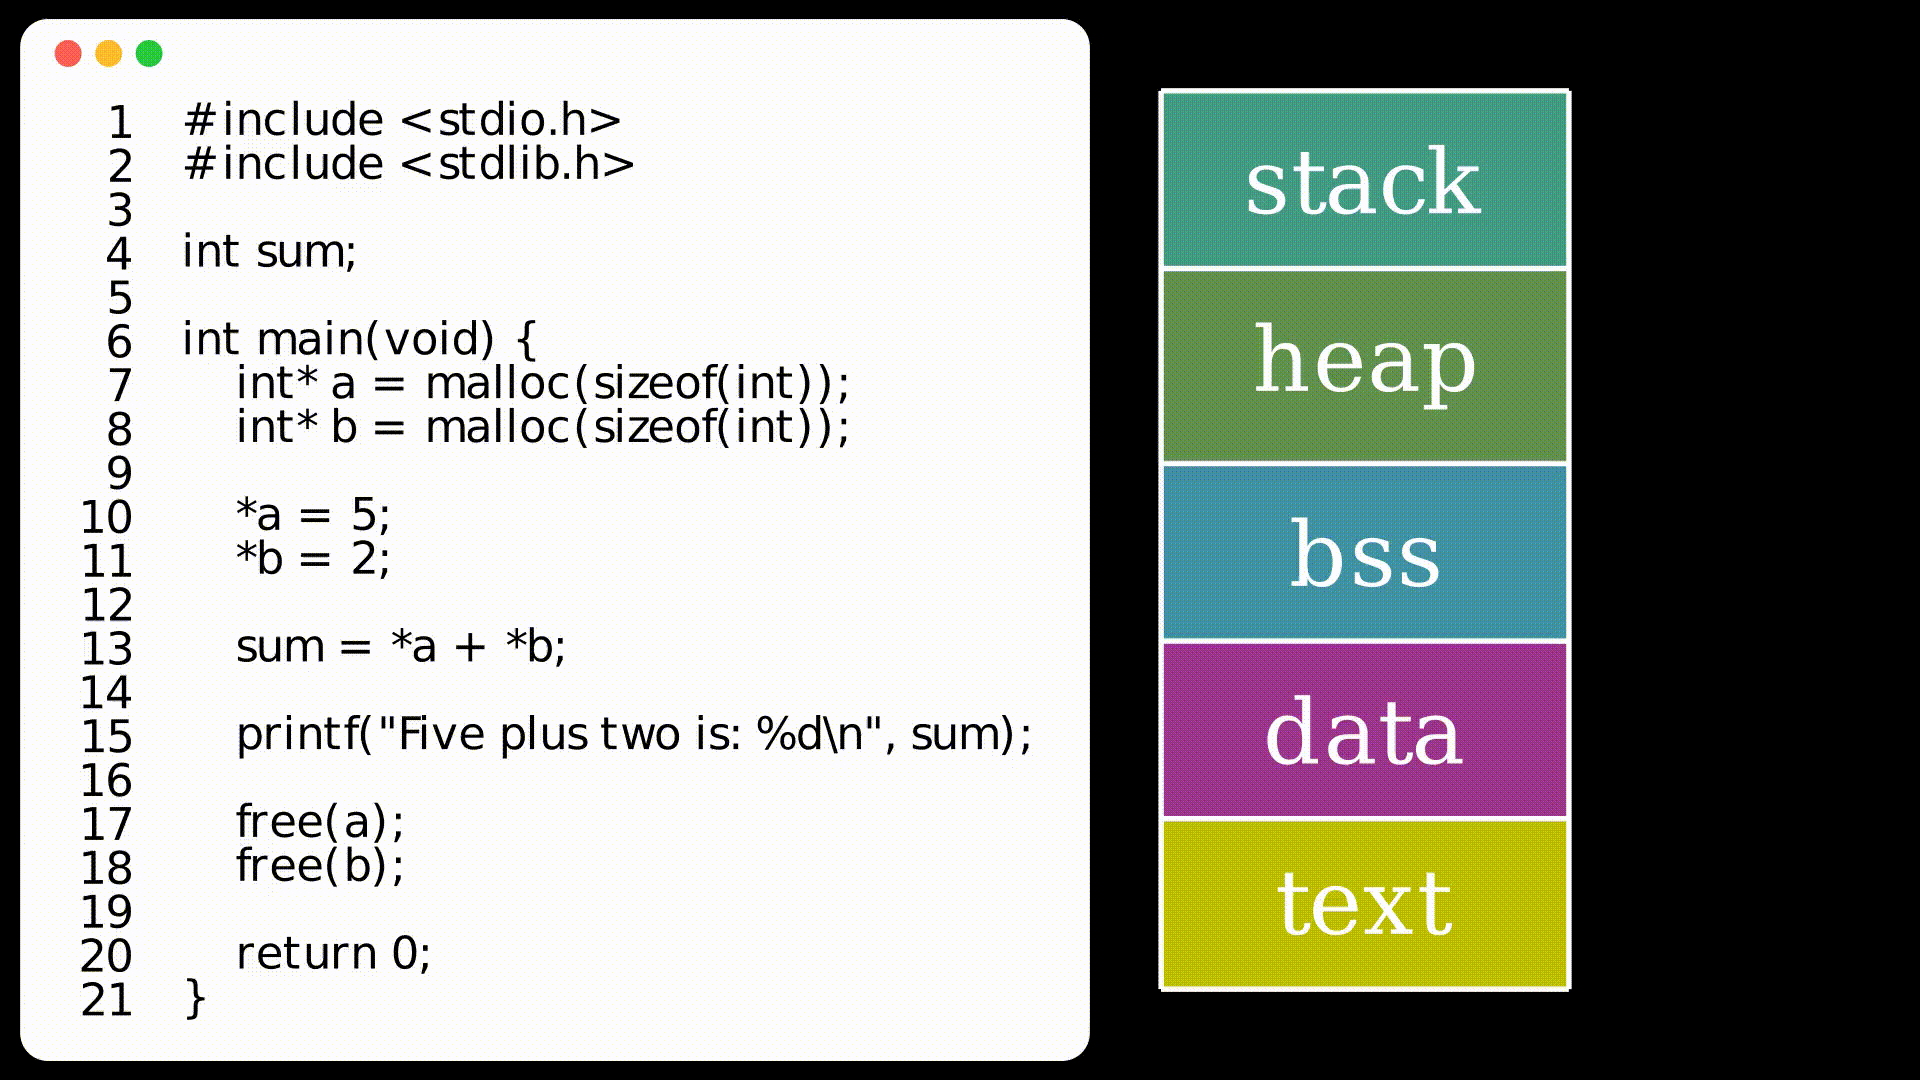 1 #include <stdio.h>
2 #include <stdlib.h>
3
4 int sum;
5
6 int main(void) {
7 int* a = malloc(sizeof(int));
8 int* b = malloc(sizeof(int));
9
10 *a = 5;
11 *b = 2;
12
13 sum = *a + *b;
14
15 printf("Five plus two is: %d\n", sum);
16
17 free(a);
18 free(b);
19
20 return 0;
21 }
stack
heap
bss
data
text